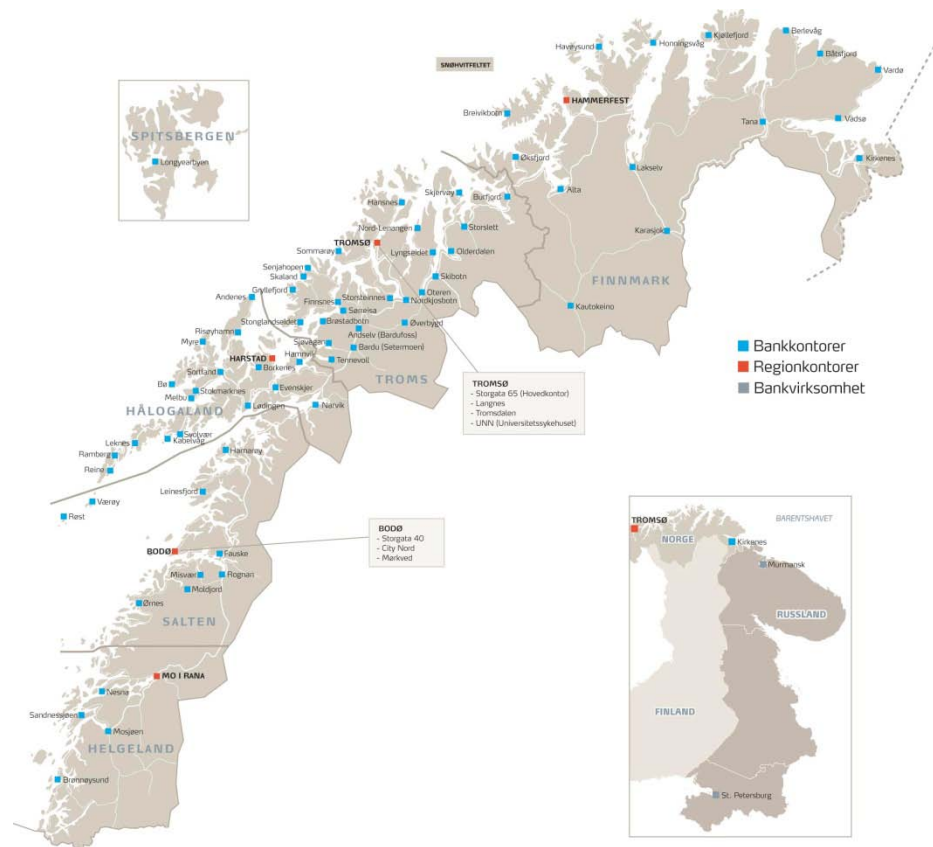 Berlevåg
Kjøllefjord
Honningsvåg
Havøysund
Båtsfjord
SNØHVITFELTET
Vardø
HAMMERFEST
Breivikbotn
Tana
Vadsø
SPITSBERGEN
Longyearbyen
Øksfjord
Kirkenes
Lakselv
Alta
Skjervøy
Burfjord
Hansnes
Nord-Lenangen
Storslett
Karasjok
TROMSØ
Sommarøy
Lyngseidet
Olderdalen
Senjahopen
Skaland
Skibotn
FINNMARK
Gryllefjord
Oteren
Andenes
Finnsnes
Storsteinnes
Nordkjosbotn
Kautokeino
Sørreisa
Stonglandseidet
Brøstadbotn
Øverbygd
Andselv (Bardufoss)
Risøyhamn
Myre
Sjøvegan
Bardu (Setermoen)
HARSTAD
Hamnvik
Tennevoll
Borkenes
Sortland
TROMS
Bø
Stokmarknes
Evenskjer
Melbu
HÅLOGALAND
Lødingen
Narvik
Svolvær
Kabelvåg
Leknes
Ramberg
Hamarøy
Reine
Leinesfjord
Værøy
Røst
BODØ
Fauske
Misvær
Rognan
Moldjord
Ørnes
SALTEN
MO I RANA
Nesna
Sandnessjøen
Mosjøen
HELGELAND
Brønnøysund
TROMSØ
- Storgata 65 (Hovedkontor)
- Langnes
- Tromsdalen
- UNN (Universitetssykehuset)
BODØ
- Storgata 40
- City Nord
- Mørkved
Bankkontorer
Regionkontorer
Bankvirksomhet
TROMSØ
BARENTSHAVET
NORGE
Kirkenes
Murmansk
RUSSLAND
FINLAND
St. Petersburg